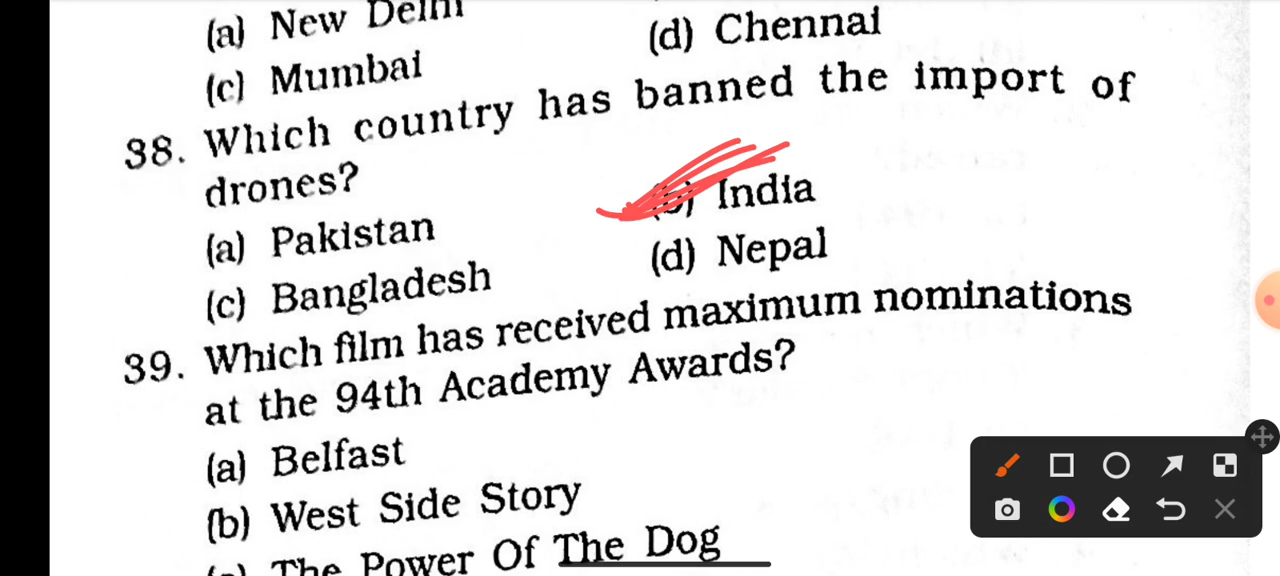 (a) New Delhi
(d) Chennai
(c) Mumbai
38. Which country has banned the import of
drones?
(b) India
(a) Pakistan
(d) Nepal
(c) Bangladesh
39. Which film has received maximum nominations
at the 94th Academy Awards?
(a) Belfast
(b) West Side Story
(c) The Power Of The Dog